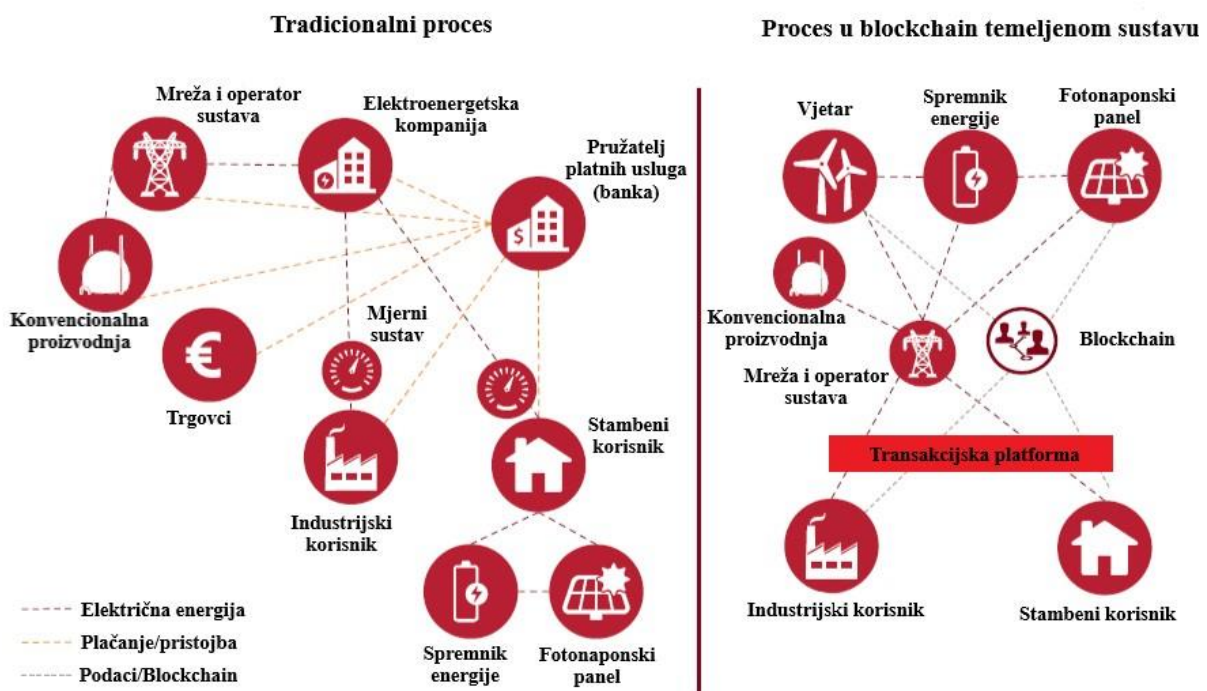 Tradicionalni proces
Mreža i operator
sustava
Elektroenergetska
kompanija
Pružatelj
platnih usluga
(banka)
$
Konvencionalna
proizvodnja
€
Trgovci
Mjerni
sustav
Industrijski
korisnik
Stambeni
korisnik
Spremnik
energije
Fotonaponski
panel
Električna energija
Plačanje/pristojba
Podaci/Blockchain
Proces u blockchain temeljenom sustavu
Vjetar
Spremnik
energije
Fotonaponski
panel
Konvencionalna
proizvodnja
Mreža i operator
sustava
Blockchain
Transakcijska platforma
Industrijski korisnik
Stambeni korisnik